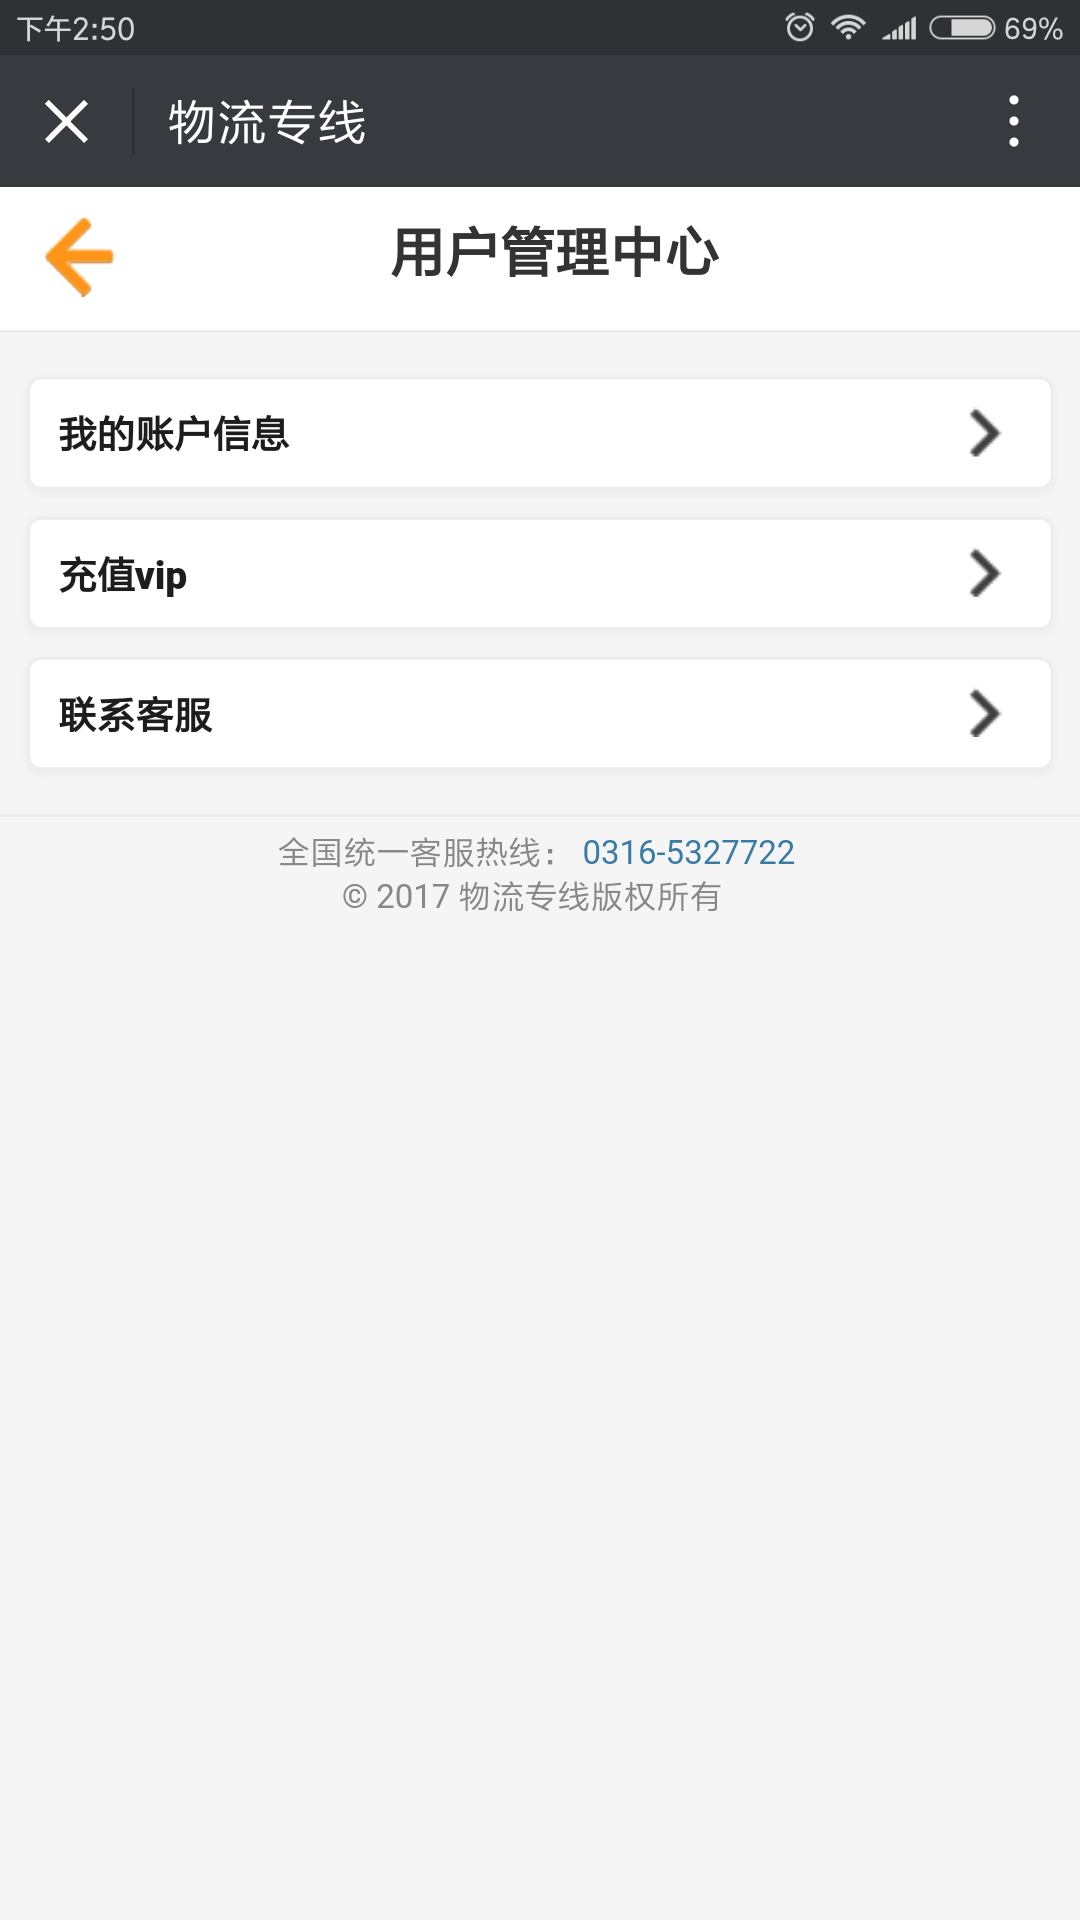 下午2:50
69%
物流专线
用户管理中心
我的账户信息
充值vip
联系客服
全国统一客服热线： 0316-5327722
© 2017 物流专线版权所有